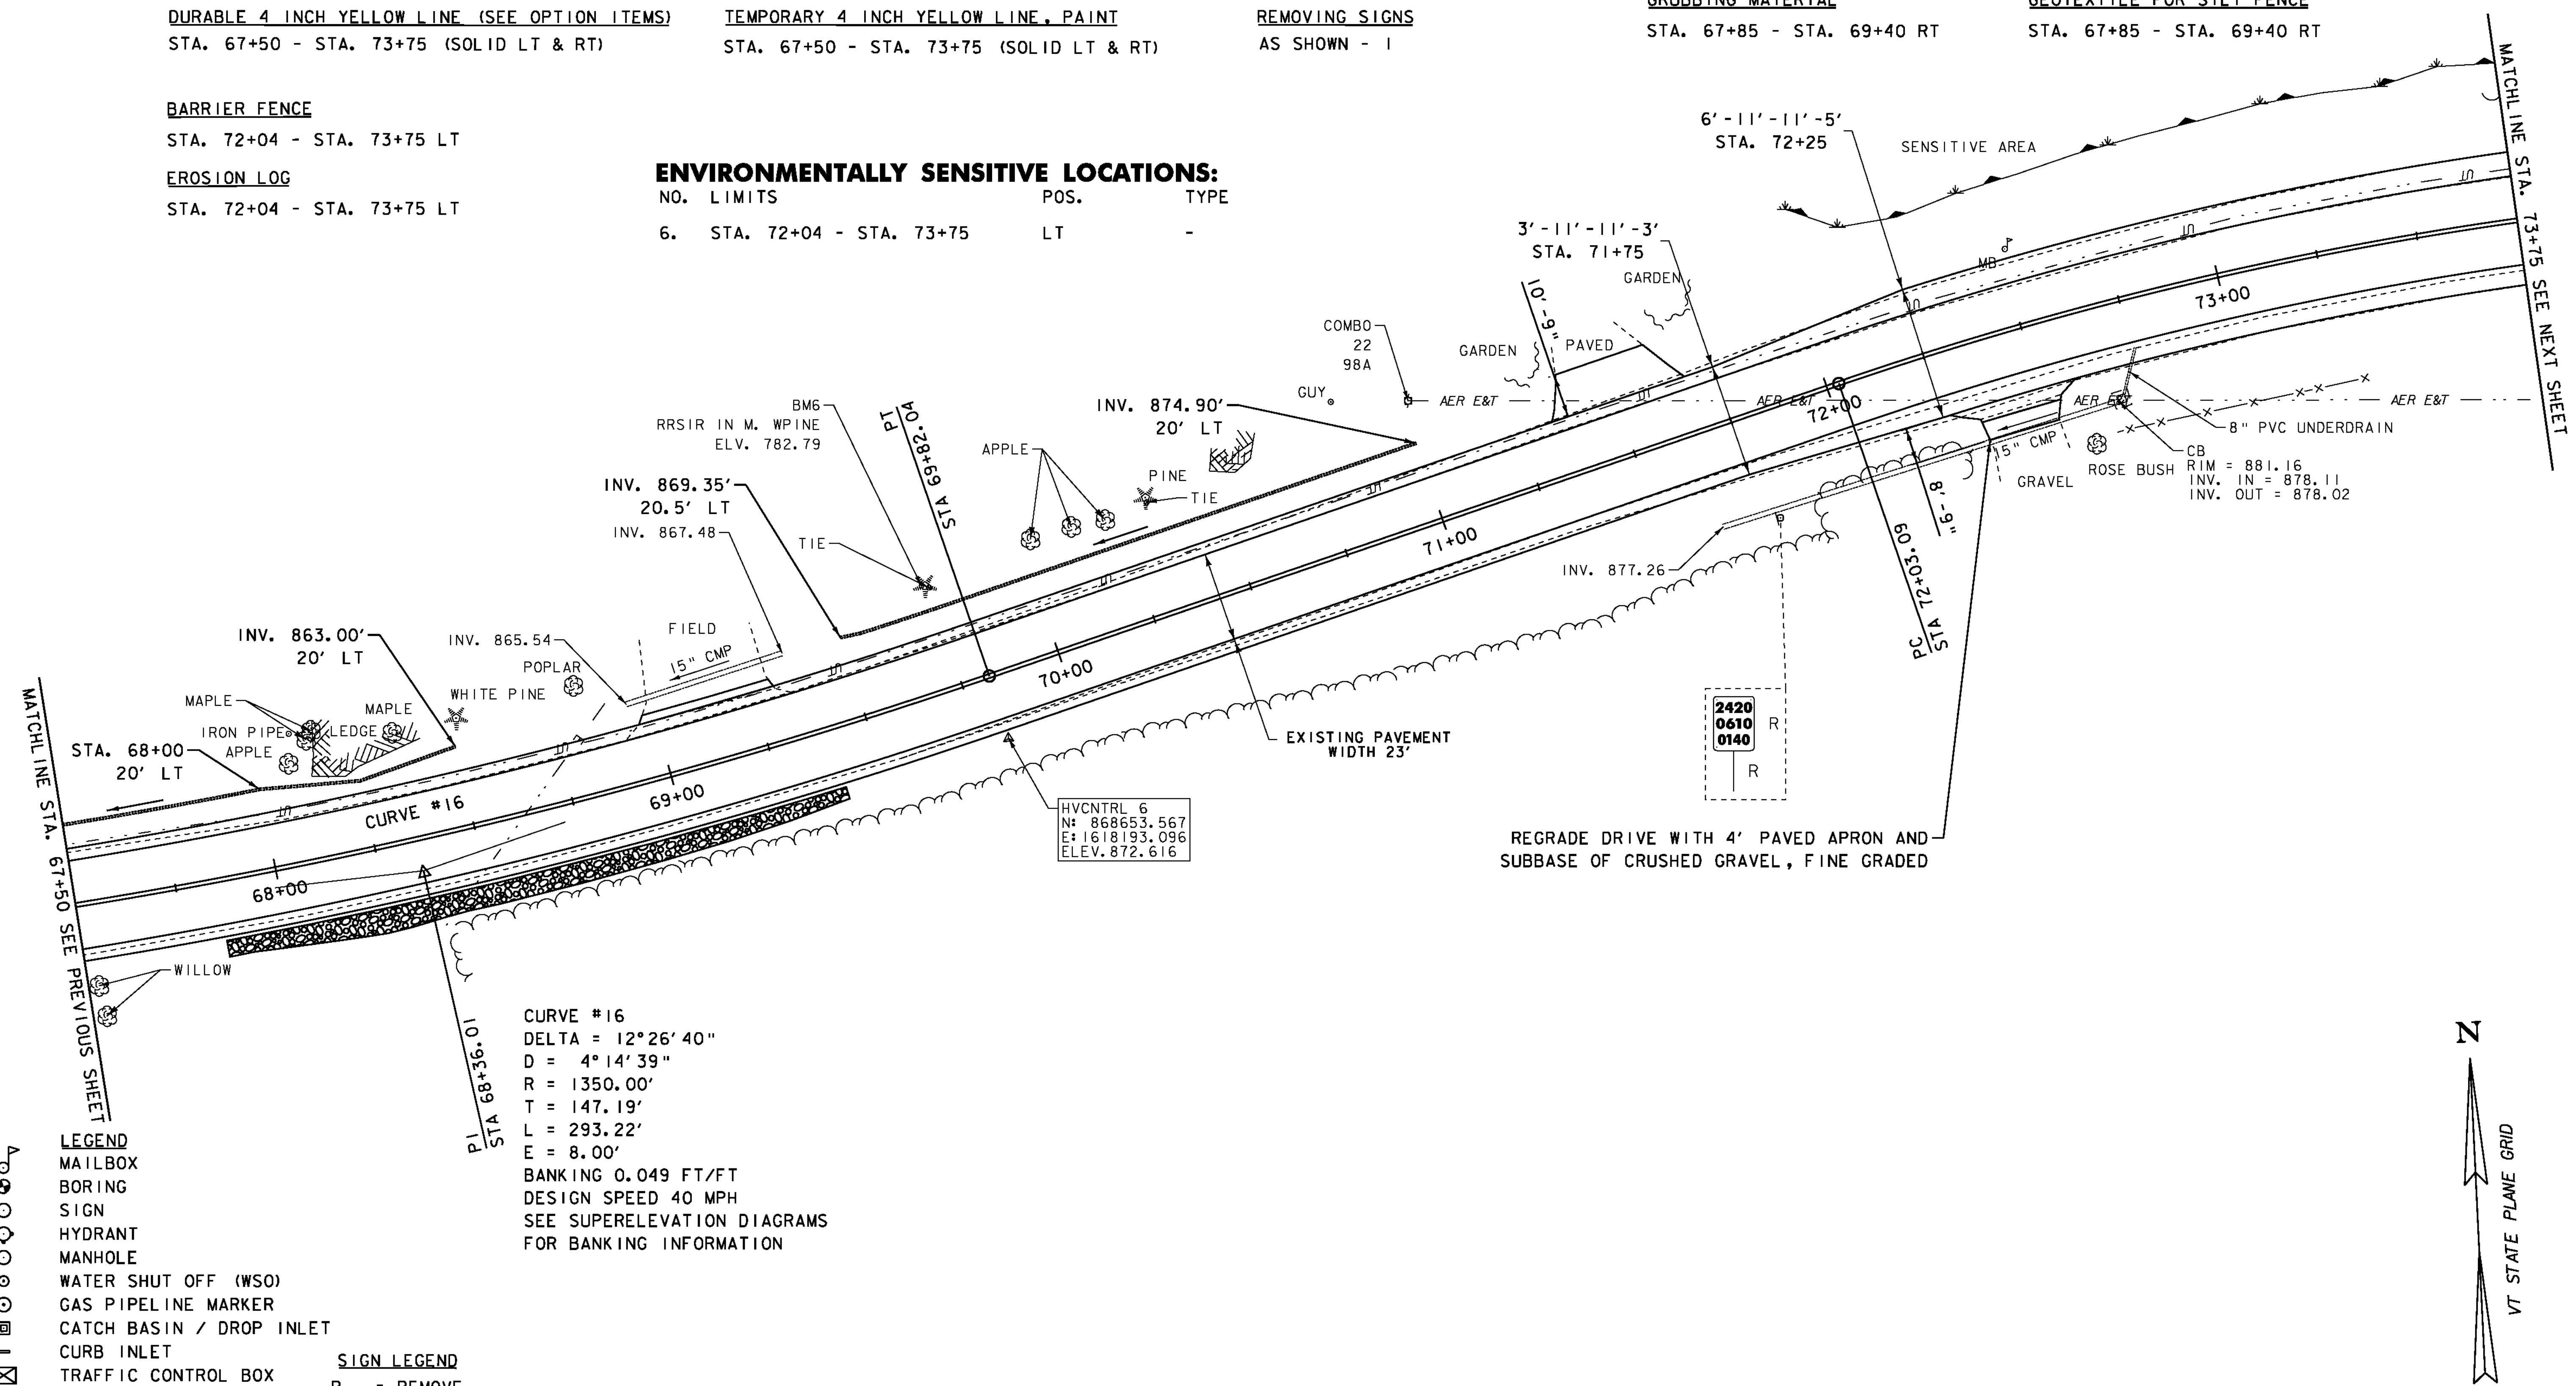 DURABLE 4 INCH YELLOW LINE (SEE OPTION ITEMS)
STA. 67+50 - STA. 73+75 (SOLID LT & RT)
TEMPORARY 4 INCH YELLOW LINE, PAINT
STA. 67+50 - STA. 73+75 (SOLID LT & RT)
REMOVING SIGNS
AS SHOWN - 1
GRUBBING MATERIAL
STA. 67+85 - STA. 69+40 RT
GEOTEXTILE FOR SILT FENCE
STA. 67+85 - STA. 69+40 RT
BARRIER FENCE
STA. 72+04 - STA. 73+75 LT
EROSION LOG
STA. 72+04 - STA. 73+75 LT
ENVIRONMENTALLY SENSITIVE LOCATIONS:
NO. LIMITS POS. TYPE
6. STA. 72+04 - STA. 73+75 LT -
6'-11'-11'-5'
STA. 72+25
SENSITIVE AREA
MATCHLINE STA. 73+75 SEE NEXT SHEET
3'-11'-11'-3'
STA. 71+75
GARDEN
MB
73+00
10'-6"
PAVED
GARDEN
COMBO
22
98A
GUY
AER E&T
AER E&T
AER E&T
AER E&T
72+00
8" PVC UNDERDRAIN
15" CMP
CB
RIM = 881.16
INV. IN = 878.11
INV. OUT = 878.02
ROSE BUSH
GRAVEL
8'-6"
PC
STA 72+03.09
INV. 877.26
71+00
INV. 874.90'
20' LT
BM6
RRSIR IN M. WPINE
ELV. 782.79
PT
STA 69+82.04
APPLE
PINE
TIE
INV. 869.35'
20.5' LT
INV. 867.48
TIE
FIELD
15" CMP
INV. 865.54
POPLAR
INV. 863.00'
20' LT
WHITE PINE
MAPLE
MAPLE
IRON PIPE
LEDGE
APPLE
STA. 68+00
20' LT
70+00
69+00
CURVE #16
68+00
MATCHLINE STA. 67+50 SEE PREVIOUS SHEET
WILLOW
EXISTING PAVEMENT
WIDTH 23'
HVCNTRL 6
N: 868653.567
E: 1618193.096
ELEV. 872.616
2420
0610
0140
R
R
REGRADE DRIVE WITH 4' PAVED APRON AND
SUBBASE OF CRUSHED GRAVEL, FINE GRADED
PI
STA 68+36.01
CURVE #16
DELTA = 12°26'40"
D = 4°14'39"
R = 1350.00'
T = 147.19'
L = 293.22'
E = 8.00'
BANKING 0.049 FT/FT
DESIGN SPEED 40 MPH
SEE SUPERELEVATION DIAGRAMS
FOR BANKING INFORMATION
N
VT STATE PLANE GRID
LEGEND
MAILBOX
BORING
SIGN
HYDRANT
MANHOLE
WATER SHUT OFF (WSO)
GAS PIPELINE MARKER
CATCH BASIN / DROP INLET
CURB INLET
TRAFFIC CONTROL BOX
SIGN LEGEND
R = REMOVE